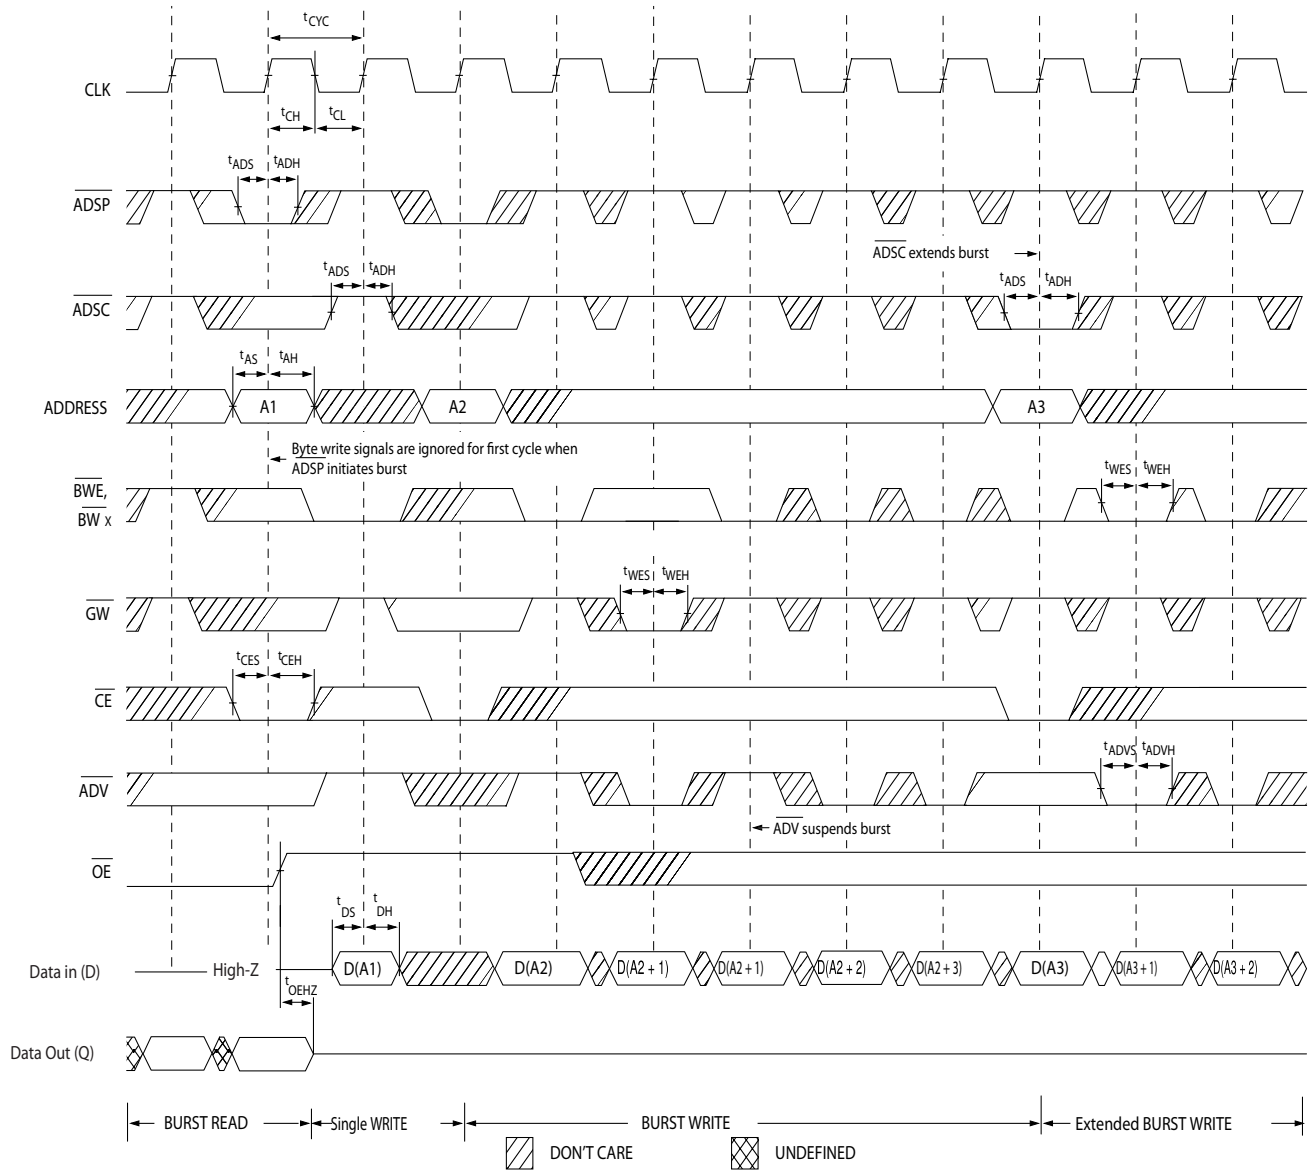 tCYC
CLK
tCH tCL
tADS tADH
ADSP
ADSC extends burst
tADS tADH
tADS tADH
ADSC
tAS tAH
ADDRESS A1 A2 A3
Byte write signals are ignored for first cycle when
ADSP initiates burst
tWES tWEH
BWE,
BW X
tWES tWEH
GW
tCES tCEH
CE
tADVS tADVH
ADV
ADV suspends burst
OE
tDS tDH
Data in (D) High-Z D(A1) D(A2) D(A2 + 1) D(A2 + 1) D(A2 + 2) D(A2 + 3) D(A3) D(A3 + 1) D(A3 + 2)
tOEHZ
Data Out (Q)
BURST READ Single WRITE BURST WRITE Extended BURST WRITE
DON'T CARE UNDEFINED